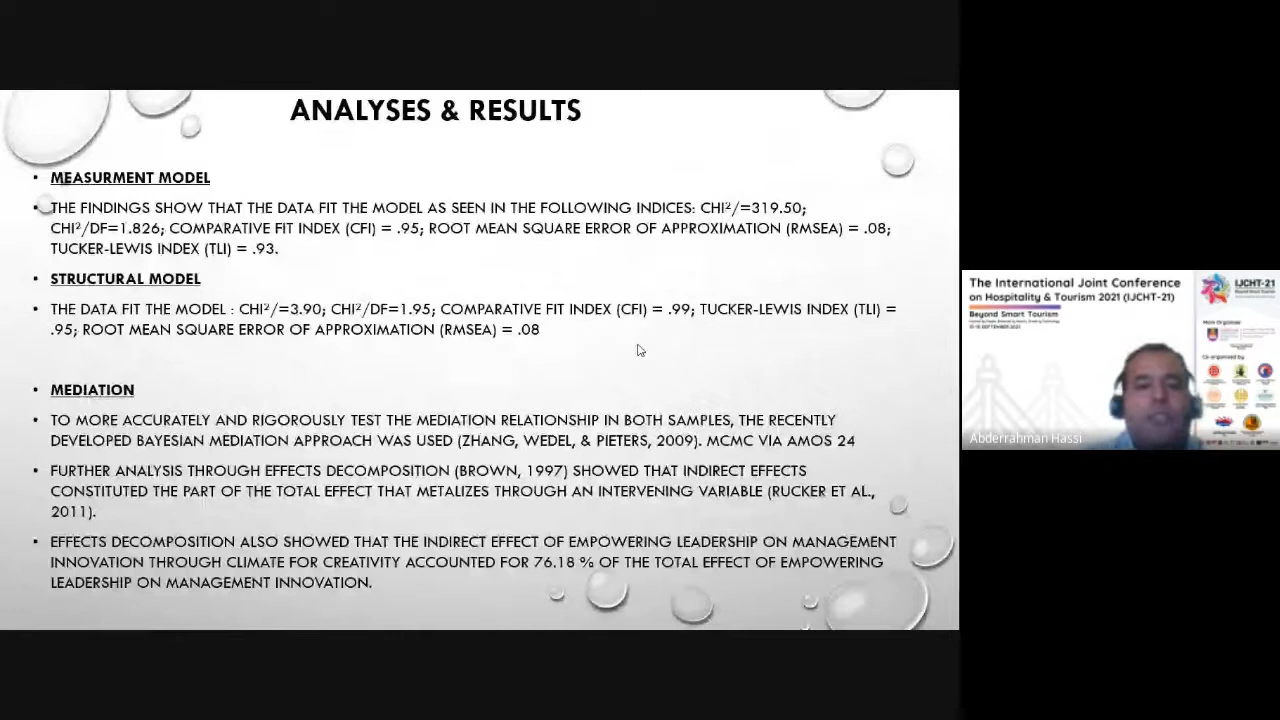 ANALYSES & RESULTS
MEASURMENT MODEL
THE FINDINGS SHOW THAT THE DATA FIT THE MODEL AS SEEN IN THE FOLLOWING INDICES: CHI²/=319.50;
CHI²/DF=1.826; COMPARATIVE FIT INDEX (CFI) = .95; ROOT MEAN SQUARE ERROR OF APPROXIMATION (RMSEA) = .08;
TUCKER-LEWIS INDEX (TLI) = .93.
STRUCTURAL MODEL
THE DATA FIT THE MODEL : CHI²/=3.90; CHI²/DF=1.95; COMPARATIVE FIT INDEX (CFI) = .99; TUCKER-LEWIS INDEX (TLI) =
.95; ROOT MEAN SQUARE ERROR OF APPROXIMATION (RMSEA) = .08
MEDIATION
TO MORE ACCURATELY AND RIGOROUSLY TEST THE MEDIATION RELATIONSHIP IN BOTH SAMPLES, THE RECENTLY
DEVELOPED BAYESIAN MEDIATION APPROACH WAS USED (ZHANG, WEDEL, & PIETERS, 2009). MCMC VIA AMOS 24
FURTHER ANALYSIS THROUGH EFFECTS DECOMPOSITION (BROWN, 1997) SHOWED THAT INDIRECT EFFECTS
CONSTITUTED THE PART OF THE TOTAL EFFECT THAT METALIZES THROUGH AN INTERVENING VARIABLE (RUCKER ET AL.,
2011).
EFFECTS DECOMPOSITION ALSO SHOWED THAT THE INDIRECT EFFECT OF EMPOWERING LEADERSHIP ON MANAGEMENT
INNOVATION THROUGH CLIMATE FOR CREATIVITY ACCOUNTED FOR 76.18 % OF THE TOTAL EFFECT OF EMPOWERING
LEADERSHIP ON MANAGEMENT INNOVATION.
The International Joint Conference
on Hospitality & Tourism 2021 (IJCHT-21)
Beyond Smart Tourism
IJCHT-21
Main Organiser
Co-organised by
Abderrahman Hassi